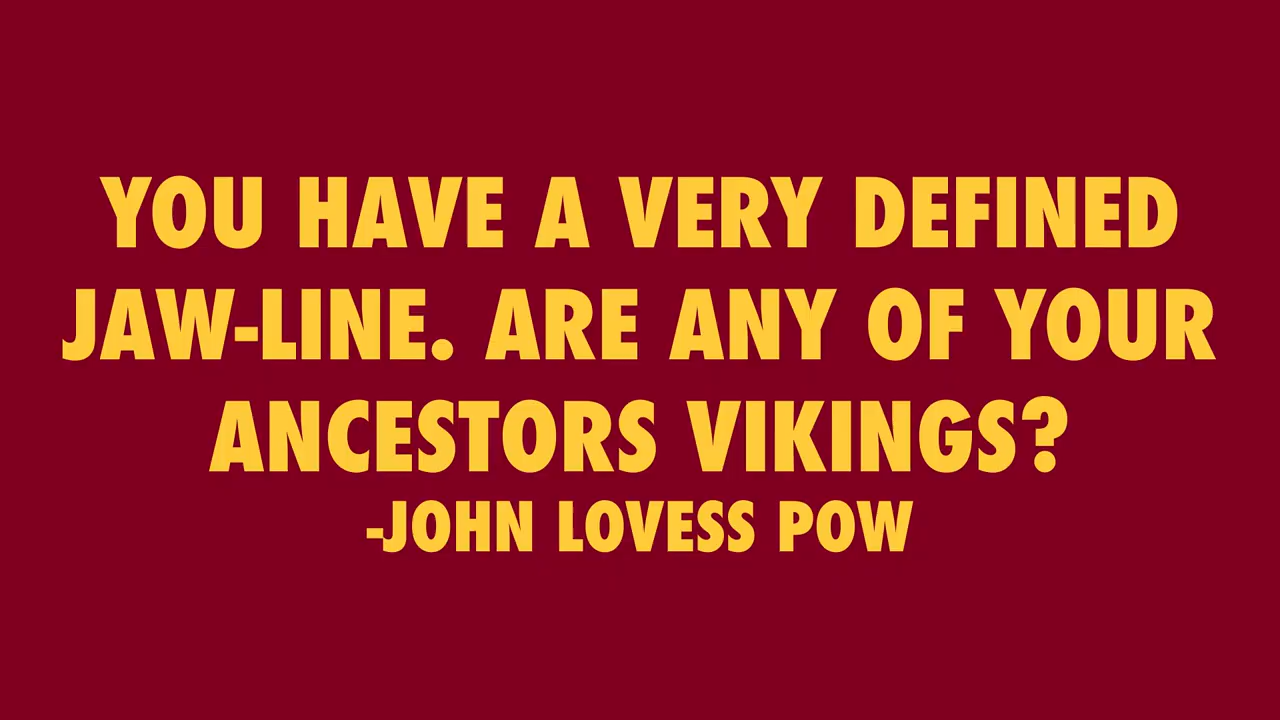 YOU HAVE A VERY DEFINED
JAW-LINE. ARE ANY OF YOUR
ANCESTORS VIKINGS?
-JOHN LOVESS POW